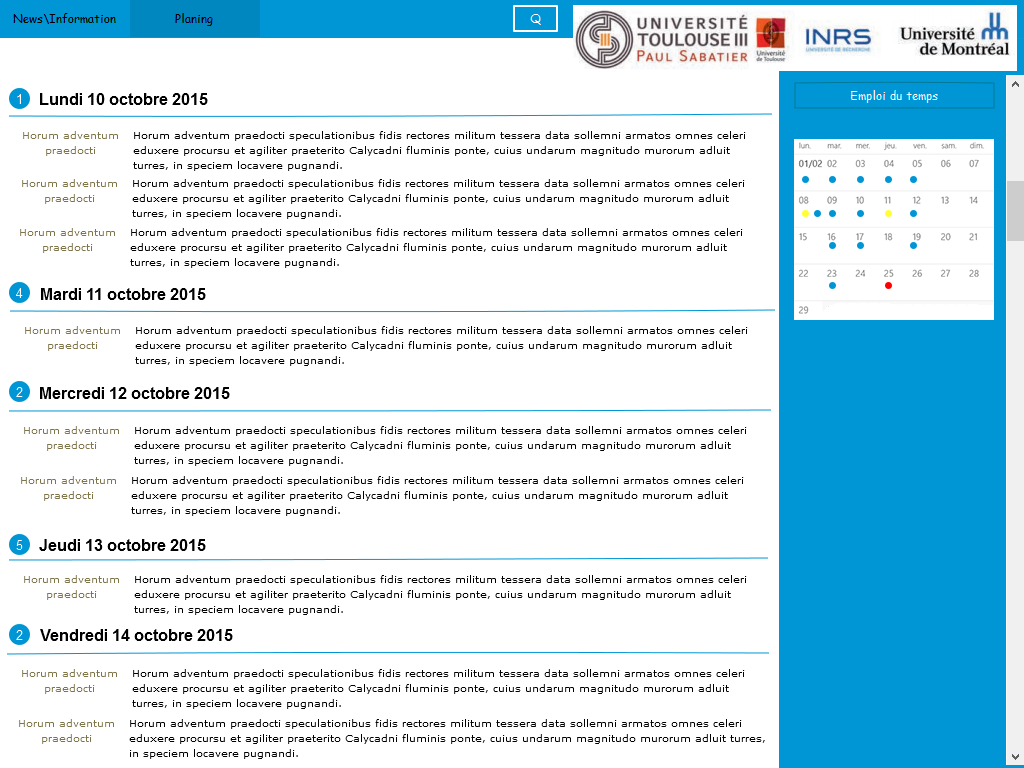 News\Information
Planing
Q
UNIVERSITÉ
TOULOUSE III
PAUL SABATIER
Université
de Toulouse
INRS
UNIVERSITÉ DE RECHERCHE
Université
de Montréal
1 Lundi 10 octobre 2015
Horum adventum
praedocti
Horum adventum praedocti speculationibus fidis rectores militum tessera data sollemni armatos omnes celeri
eduxere procursu et agiliter praeterito Calycadni fluminis ponte, cuius undarum magnitudo murorum adluit
turres, in speciem locavere pugnandi.
Horum adventum
praedocti
Horum adventum praedocti speculationibus fidis rectores militum tessera data sollemni armatos omnes celeri
eduxere procursu et agiliter praeterito Calycadni fluminis ponte, cuius undarum magnitudo murorum adluit
turres, in speciem locavere pugnandi.
Horum adventum
praedocti
Horum adventum praedocti speculationibus fidis rectores militum tessera data sollemni armatos omnes celeri
eduxere procursu et agiliter praeterito Calycadni fluminis ponte, cuius undarum magnitudo murorum adluit
turres, in speciem locavere pugnandi.
4 Mardi 11 octobre 2015
Horum adventum
praedocti
Horum adventum praedocti speculationibus fidis rectores militum tessera data sollemni armatos omnes celeri
eduxere procursu et agiliter praeterito Calycadni fluminis ponte, cuius undarum magnitudo murorum adluit
turres, in speciem locavere pugnandi.
2 Mercredi 12 octobre 2015
Horum adventum
praedocti
Horum adventum praedocti speculationibus fidis rectores militum tessera data sollemni armatos omnes celeri
eduxere procursu et agiliter praeterito Calycadni fluminis ponte, cuius undarum magnitudo murorum adluit
turres, in speciem locavere pugnandi.
Horum adventum
praedocti
Horum adventum praedocti speculationibus fidis rectores militum tessera data sollemni armatos omnes celeri
eduxere procursu et agiliter praeterito Calycadni fluminis ponte, cuius undarum magnitudo murorum adluit
turres, in speciem locavere pugnandi.
5 Jeudi 13 octobre 2015
Horum adventum
praedocti
Horum adventum praedocti speculationibus fidis rectores militum tessera data sollemni armatos omnes celeri
eduxere procursu et agiliter praeterito Calycadni fluminis ponte, cuius undarum magnitudo murorum adluit
turres, in speciem locavere pugnandi.
2 Vendredi 14 octobre 2015
Horum adventum
praedocti
Horum adventum praedocti speculationibus fidis rectores militum tessera data sollemni armatos omnes celeri
eduxere procursu et agiliter praeterito Calycadni fluminis ponte, cuius undarum magnitudo murorum adluit
turres, in speciem locavere pugnandi.
Horum adventum
praedocti
Horum adventum praedocti speculationibus fidis rectores militum tessera data sollemni armatos omnes celeri
eduxere procursu et agiliter praeterito Calycadni fluminis ponte, cuius undarum magnitudo murorum adluit turres,
in speciem locavere pugnandi.
Emploi du temps
lun. mar. mer. jeu. ven. sam. dim.
01/02 02 03 04 05 06 07
08 09 10 11 12 13 14
15 16 17 18 19 20 21
22 23 24 25 26 27 28
29